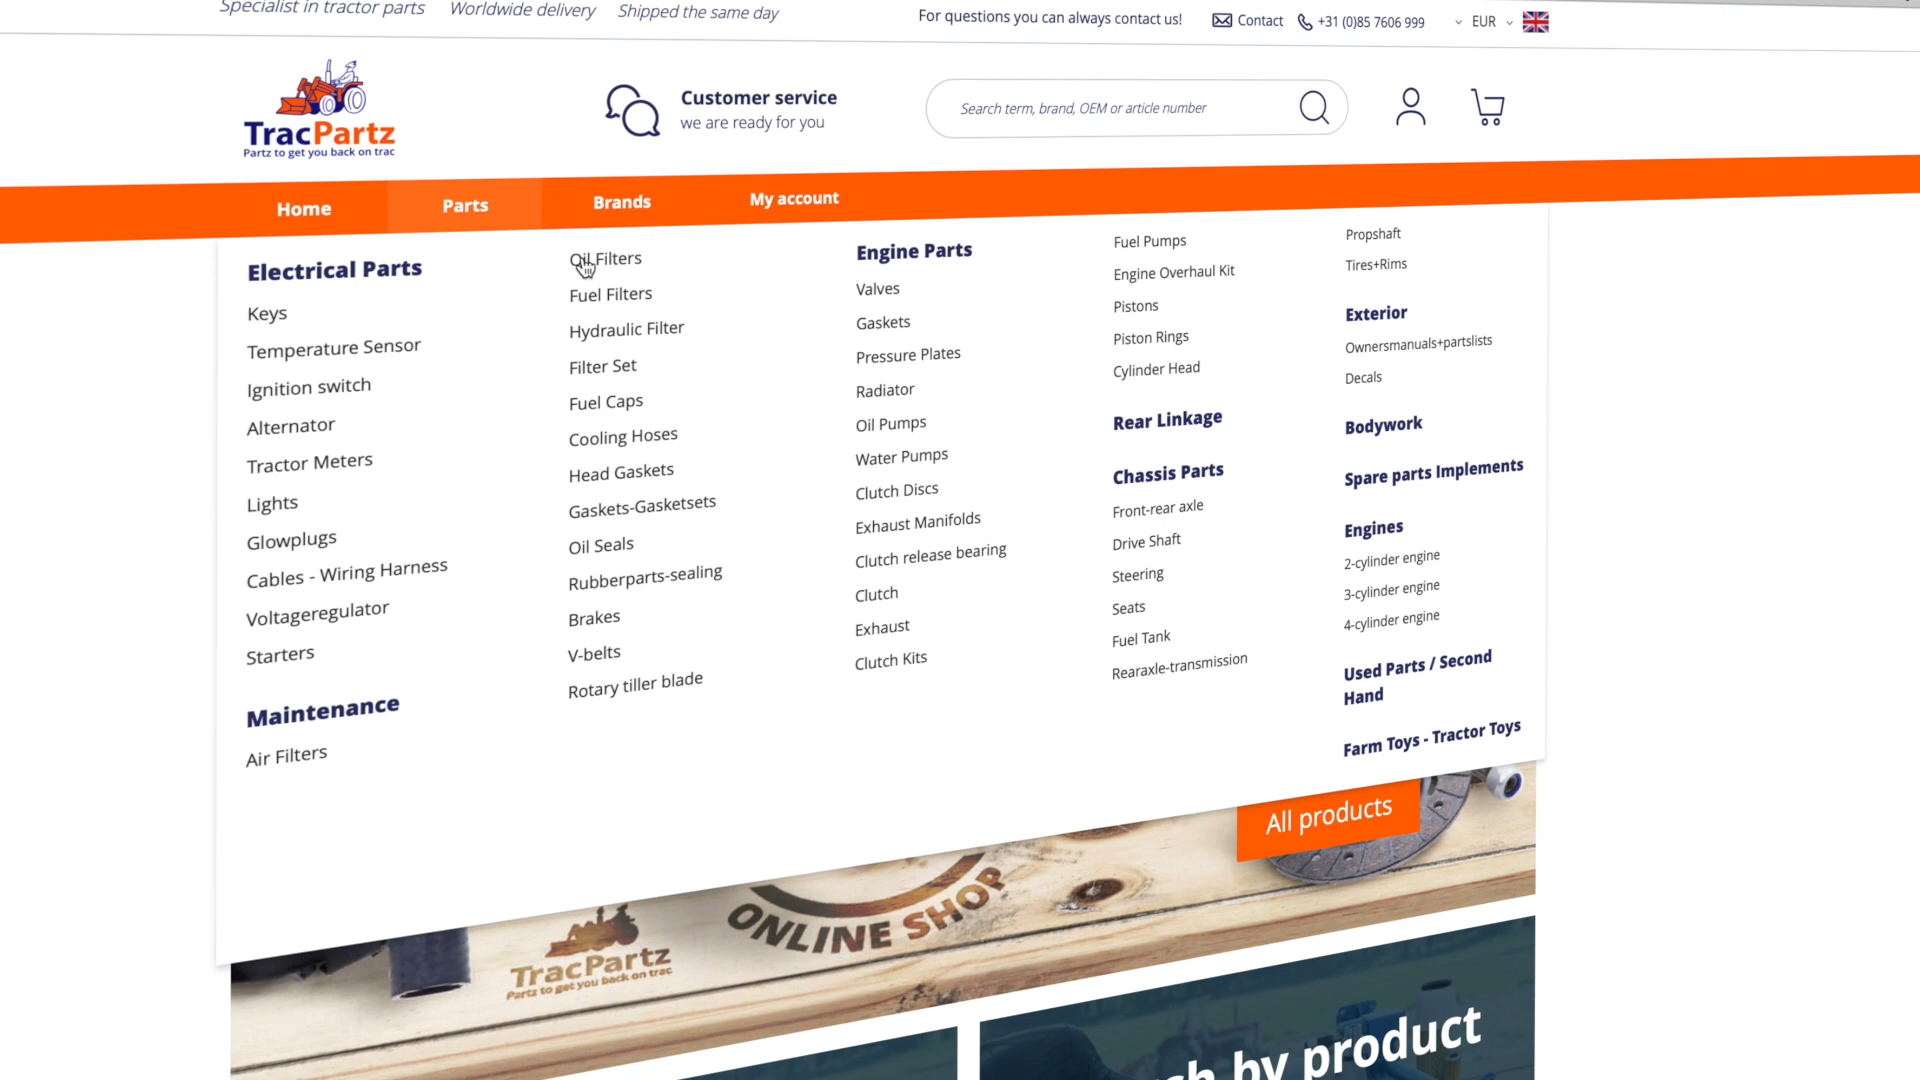 Specialist in tractor parts
Worldwide delivery
Shipped the same day
For questions you can always contact us!
Contact
+31 (0)85 7606 999
EUR
TracPartz
Partz to get you back on trac
Customer service
we are ready for you
Search term, brand, OEM or article number
Home
Parts
Brands
My account
Electrical Parts
Keys
Temperature Sensor
Ignition switch
Alternator
Tractor Meters
Lights
Glowplugs
Cables - Wiring Harness
Voltageregulator
Starters
Maintenance
Air Filters
Oil Filters
Fuel Filters
Hydraulic Filter
Filter Set
Fuel Caps
Cooling Hoses
Head Gaskets
Gaskets-Gasketsets
Oil Seals
Rubberparts-sealing
Brakes
V-belts
Rotary tiller blade
Engine Parts
Valves
Gaskets
Pressure Plates
Radiator
Oil Pumps
Water Pumps
Clutch Discs
Exhaust Manifolds
Clutch release bearing
Clutch
Exhaust
Clutch Kits
Fuel Pumps
Engine Overhaul Kit
Pistons
Piston Rings
Cylinder Head
Rear Linkage
Chassis Parts
Front-rear axle
Drive Shaft
Steering
Seats
Fuel Tank
Rearaxle-transmission
Propshaft
Tires+Rims
Exterior
Ownersmanuals+partslists
Decals
Bodywork
Spare parts Implements
Engines
2-cylinder engine
3-cylinder engine
4-cylinder engine
Used Parts / Second
Hand
Farm Toys - Tractor Toys
All products
ONLINE SHOP
TracPartz
Partz to get you back on trac
by product